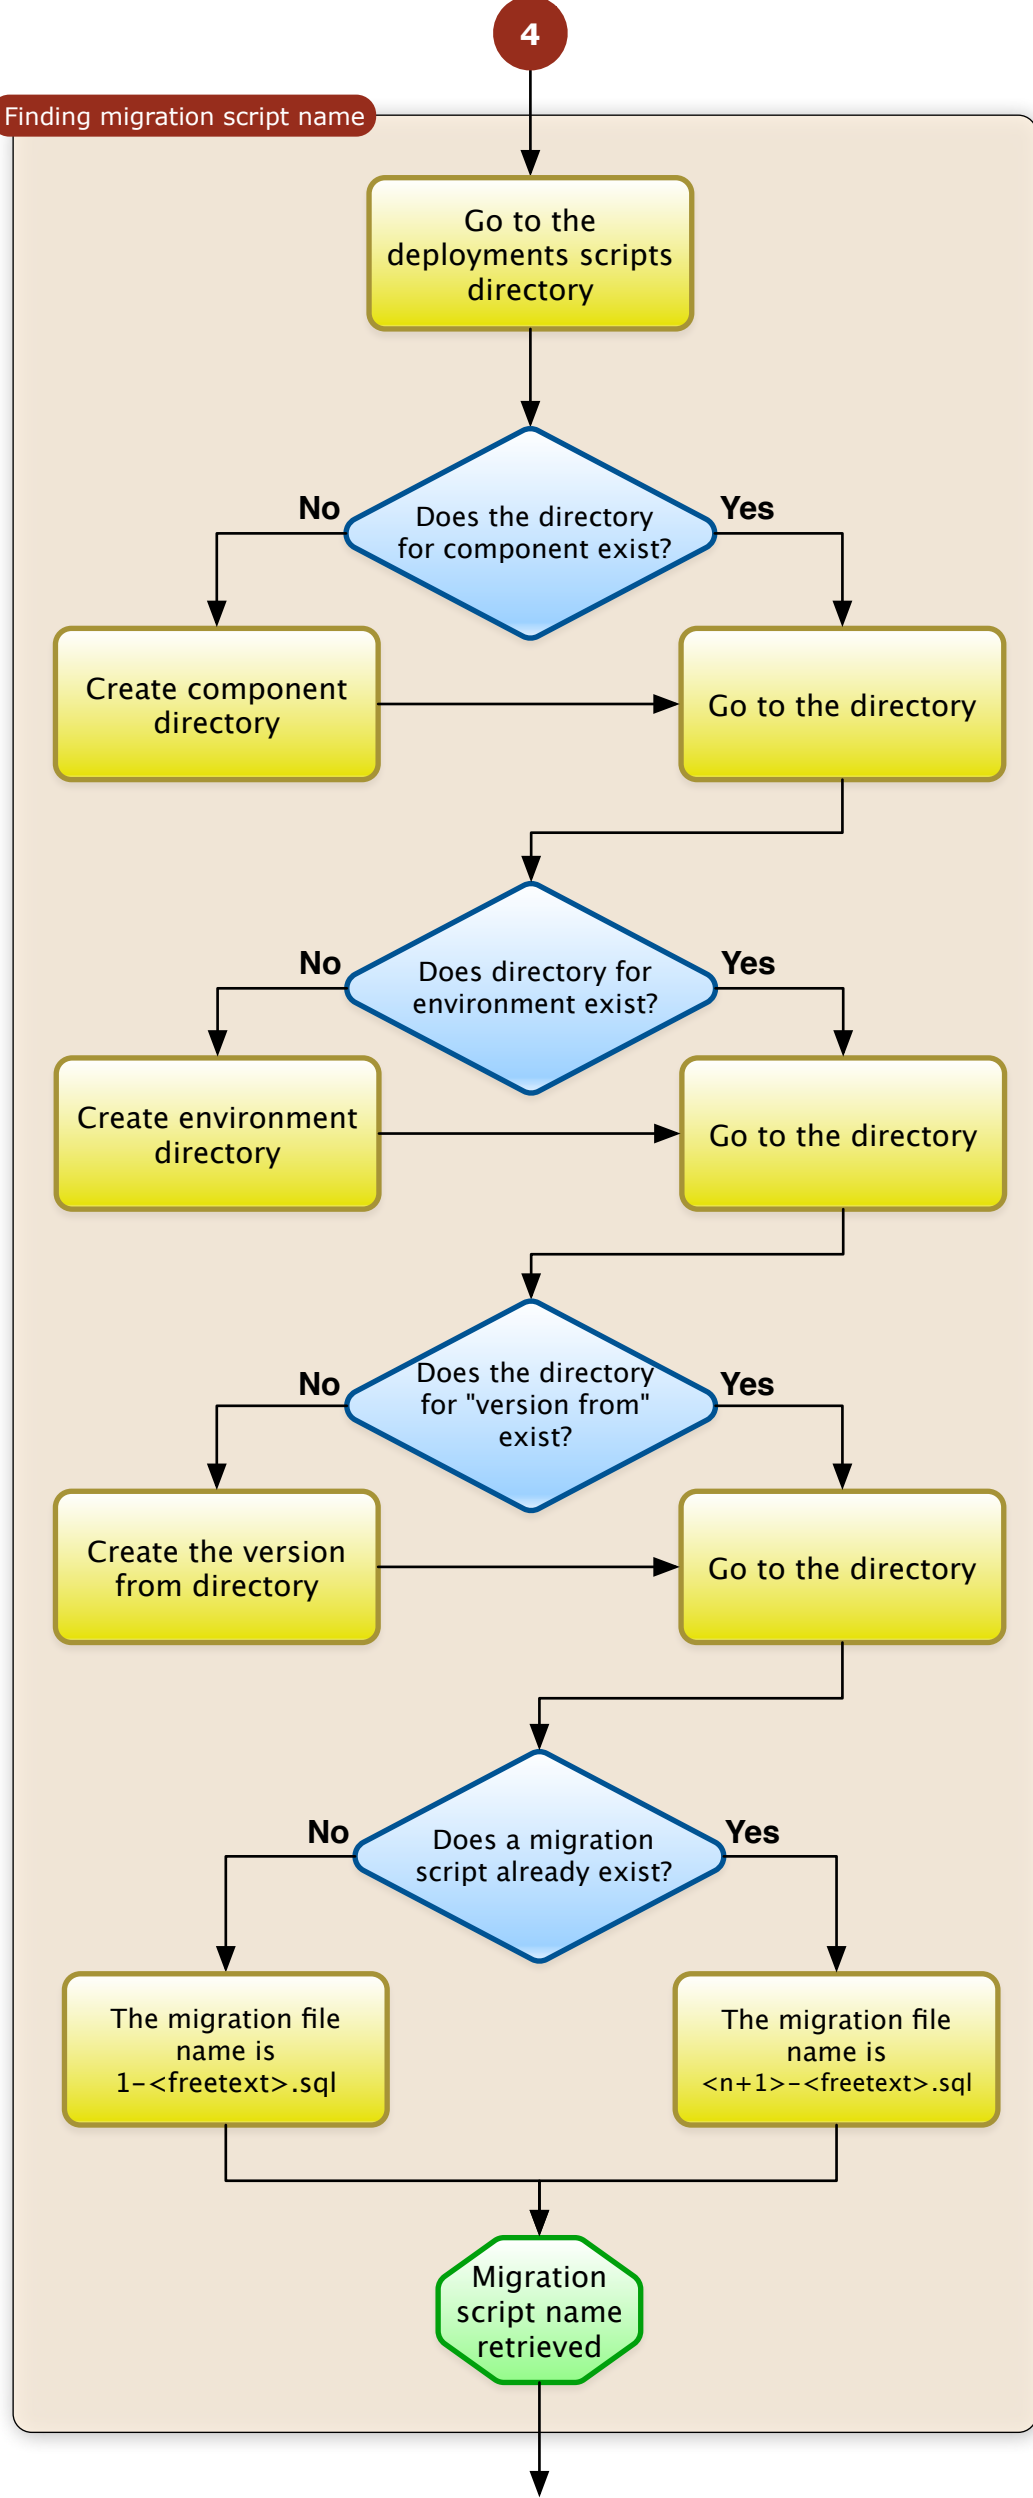 4
Finding migration script name
Go to the
deployments scripts
directory
No
Does the directory
for component exist?
Yes
Create component
directory
Go to the directory
No
Does directory for
environment exist?
Yes
Create environment
directory
Go to the directory
No
Does the directory
for "version from"
exist?
Yes
Create the version
from directory
Go to the directory
No
Does a migration
script already exist?
Yes
The migration file
name is
1-<freetext>.sql
The migration file
name is
<n+1>-<freetext>.sql
Migration
script name
retrieved